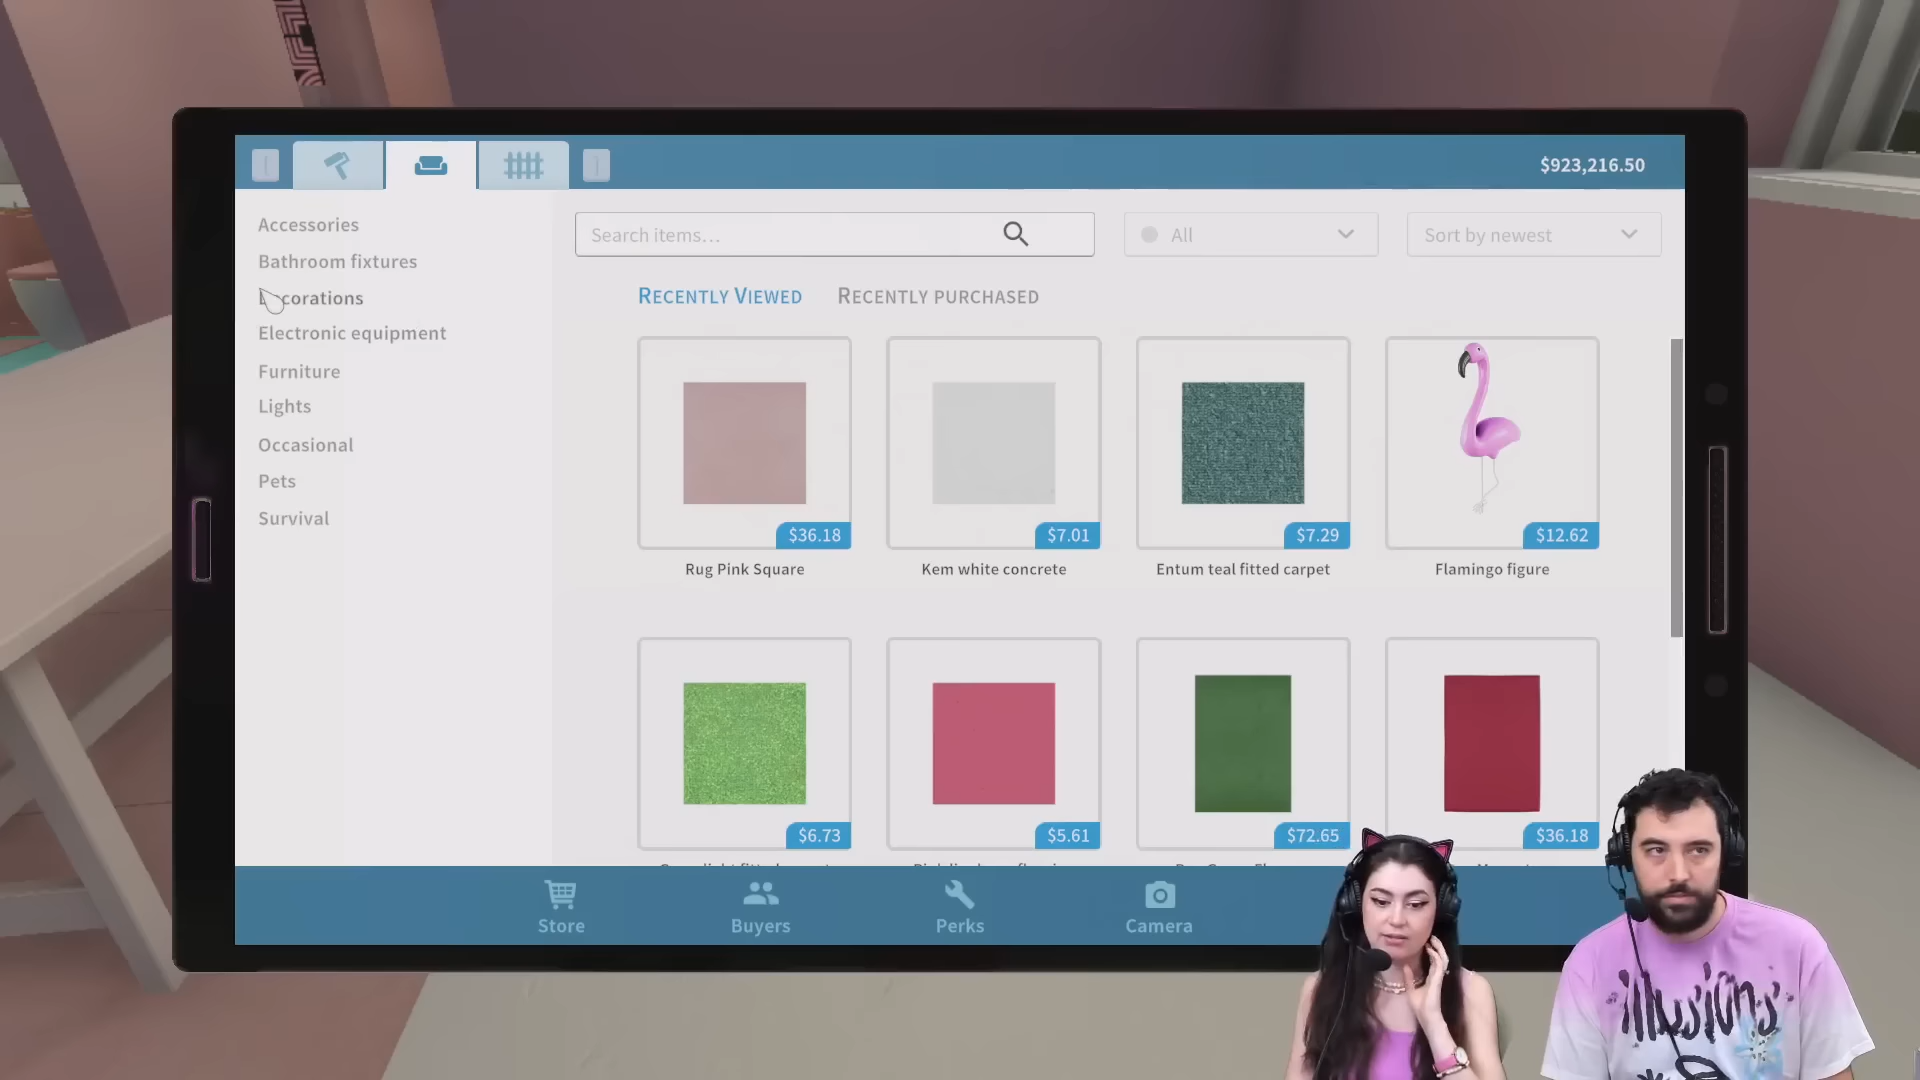 $923,216.50
Accessories
Bathroom fixtures
Electronic equipment
Furniture
Lights
Occasional
Pets
Survival
Search items...
All
Sort by newest
RECENTLY VIEWED
RECENTLY PURCHASED
$36.18
$7.01
$7.29
$12.62
Rug Pink Square
Kem white concrete
Entum teal fitted carpet
Flamingo figure
$6.73
$5.61
$72.65
$36.18
Store
Buyers
Perks
Camera
illusions